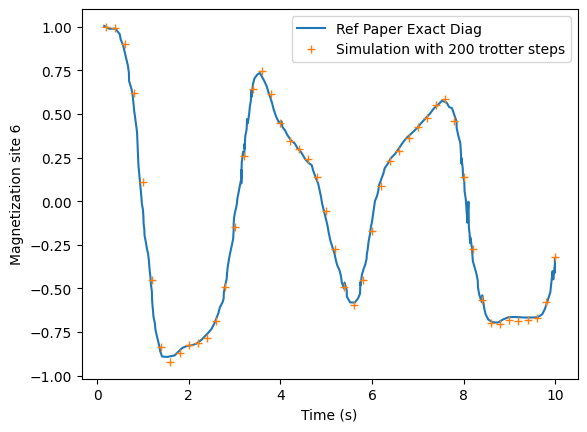 Ref Paper Exact Diag
Simulation with 200 trotter steps
1.00
0.75
0.50
0.25
0.00
−0.25
−0.50
−0.75
−1.00
Magnetization site 6
0 2 4 6 8 10
Time (s)